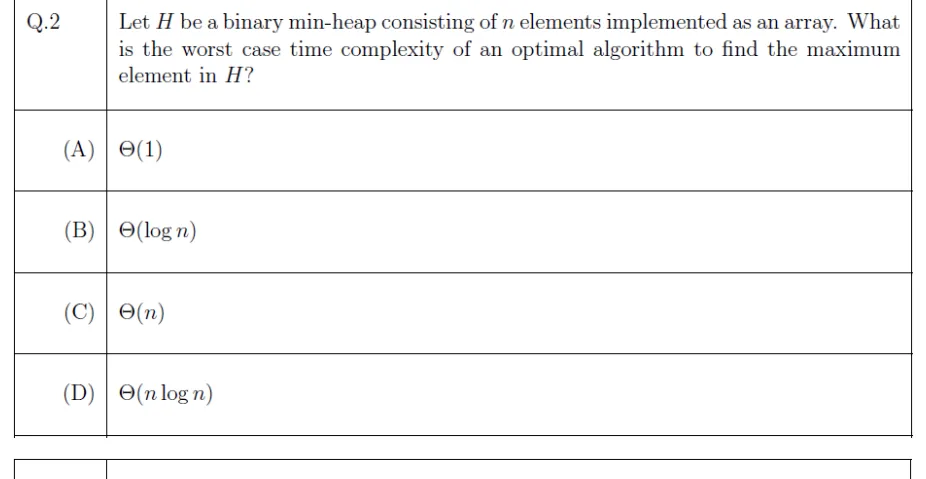 Q.2 Let H be a binary min-heap consisting of n elements implemented as an array. What
is the worst case time complexity of an optimal algorithm to find the maximum
element in H?
(A) Θ(1)
(B) Θ(log n)
(C) Θ(n)
(D) Θ(n log n)